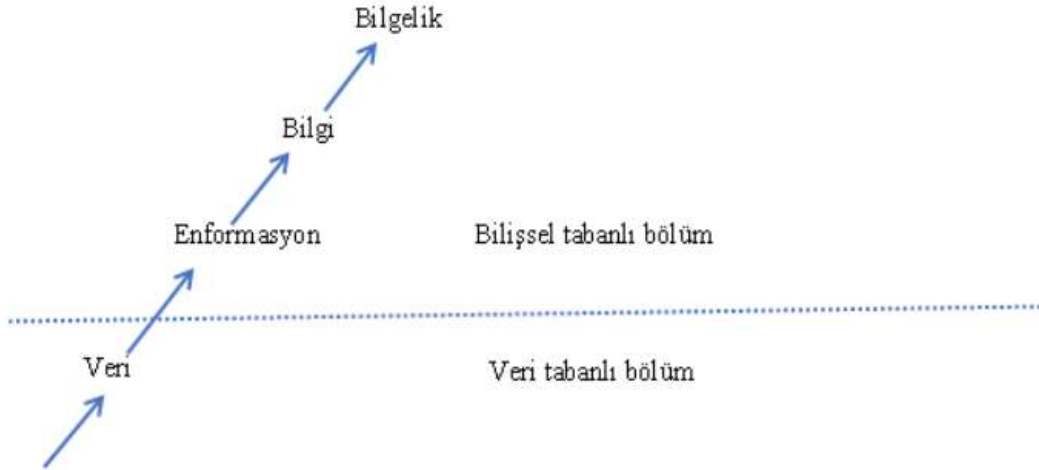 Bilgelik
Bilgi
Enformasyon
Bilişsel tabanlı bölüm
Veri
Veri tabanlı bölüm